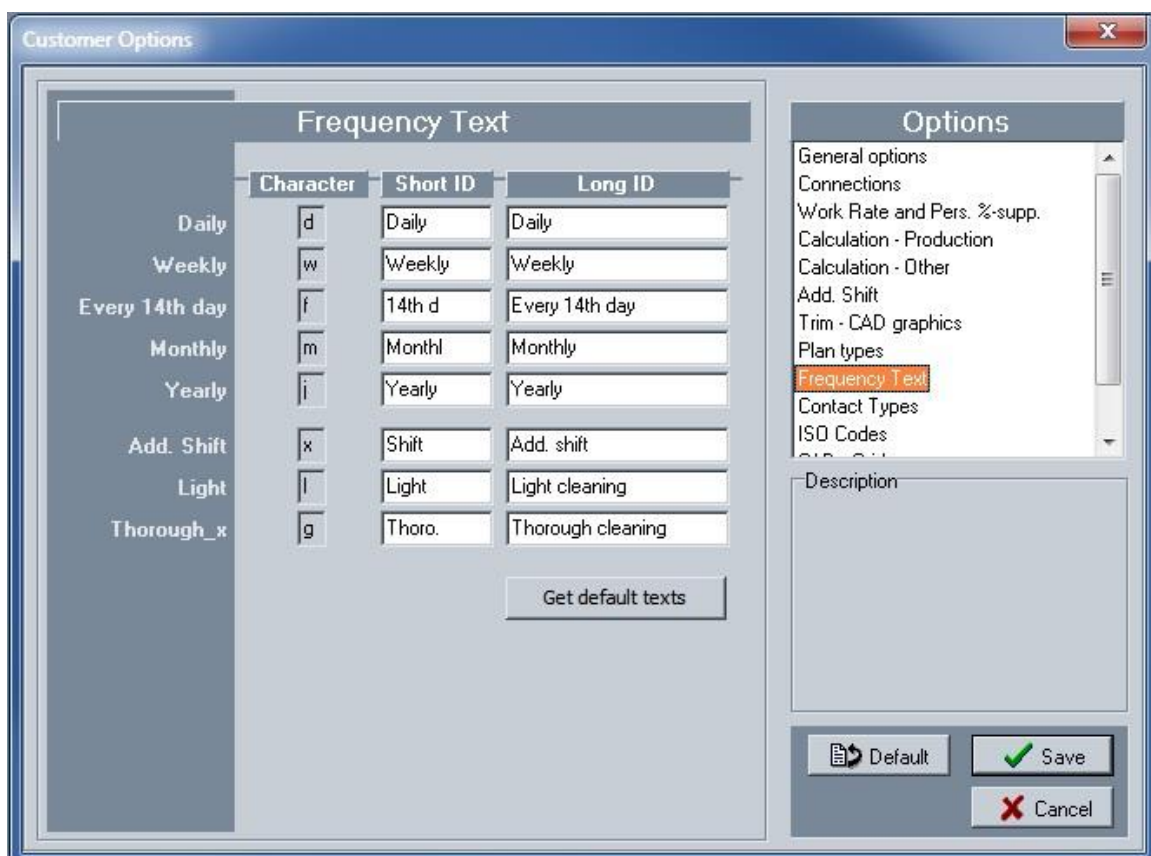 Customer Options
Frequency Text
Character Short ID Long ID
Daily d Daily Daily
Weekly w Weekly Weekly
Every 14th day f 14th d Every 14th day
Monthly m Monthl Monthly
Yearly j Yearly Yearly
Add. Shift x Shift Add. shift
Light l Light Light cleaning
Thorough_x g Thoro. Thorough cleaning
Get default texts
Options
General options
Connections
Work Rate and Pers. %-supp.
Calculation - Production
Calculation - Other
Add. Shift
Trim - CAD graphics
Plan types
Frequency Text
Contact Types
ISO Codes
Description
Default
Save
Cancel